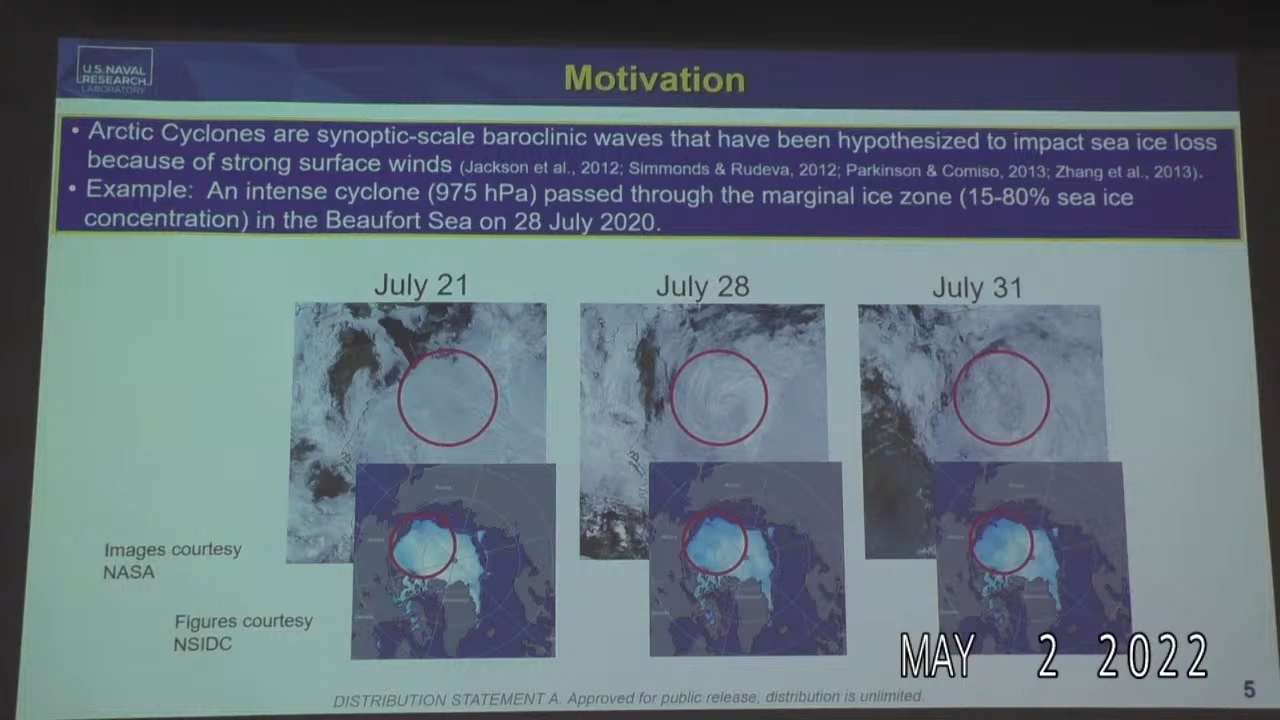 U.S. NAVAL
RESEARCH
LABORATORY
Motivation
• Arctic Cyclones are synoptic-scale baroclinic waves that have been hypothesized to impact sea ice loss
because of strong surface winds (Jackson et al., 2012; Simmonds & Rudeva, 2012; Parkinson & Comiso, 2013; Zhang et al., 2013).
• Example: An intense cyclone (975 hPa) passed through the marginal ice zone (15-80% sea ice
concentration) in the Beaufort Sea on 28 July 2020.
July 21
July 28
July 31
Images courtesy
NASA
Figures courtesy
NSIDC
MAY 2 2022
DISTRIBUTION STATEMENT A. Approved for public release, distribution is unlimited.
5